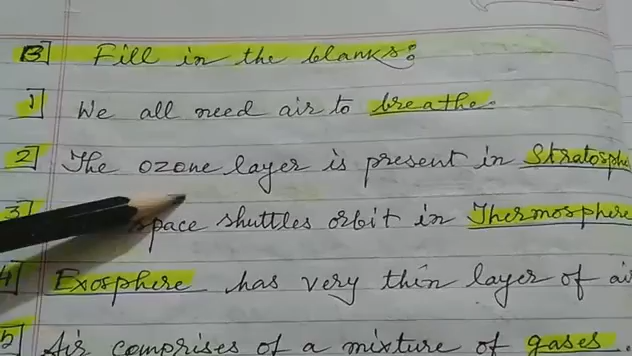 B] Fill in the blanks:
1] We all need air to breathe.
2] The ozone layer is present in Stratosphe
3] space shuttles orbit in Thermosphere
4] Exosphere has very thin layer of air
5] Air comprises of a mixture of gases.